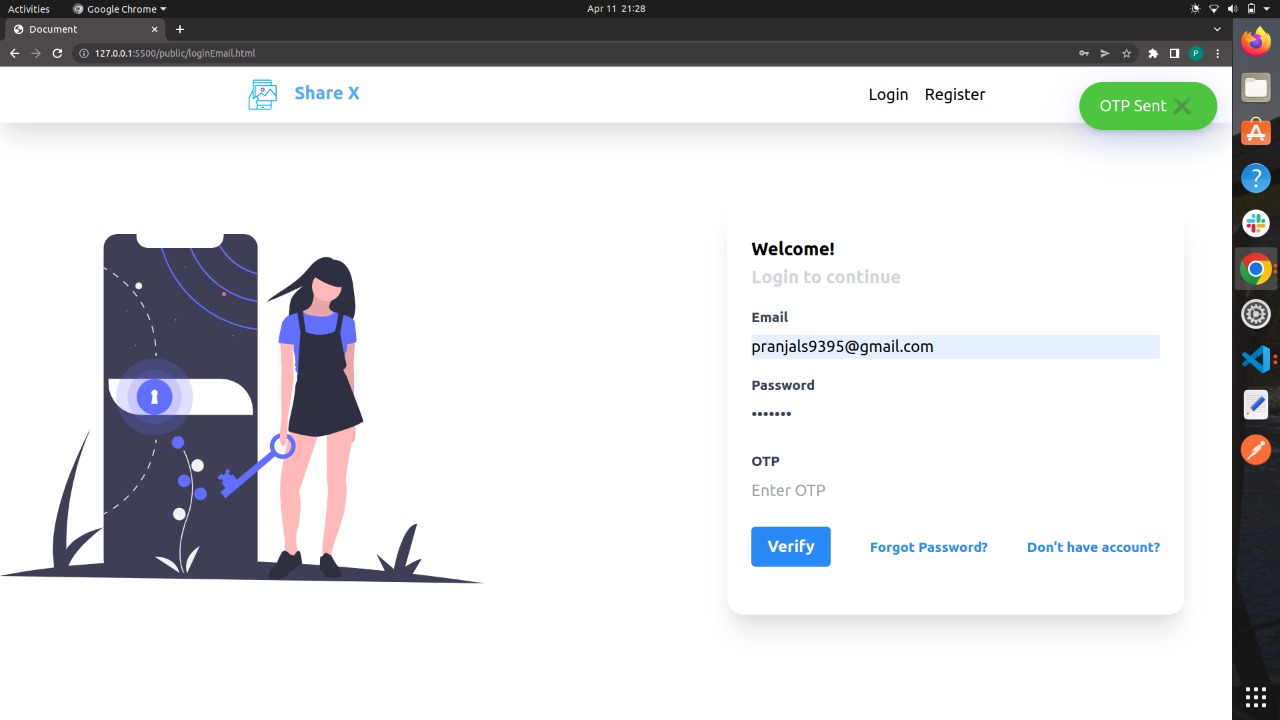 Activities Google Chrome Apr 11 21:28
Document
127.0.0.1:5500/public/loginEmail.html P
Share X Login Register OTP Sent
Welcome!
Login to continue
Email
pranjals9395@gmail.com
Password
•••••••
OTP
Enter OTP
Verify Forgot Password? Don't have account?